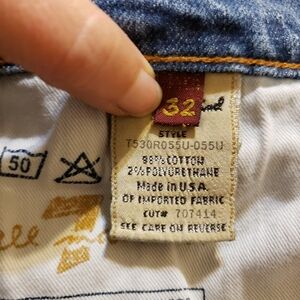 32
STYLE
T530R055U-055U
98%COTTON
2%POLYURETHANE
Made in U.S.A.
OF IMPORTED FABRIC
CUT# 707414
SEE CARE ON REVERSE
50